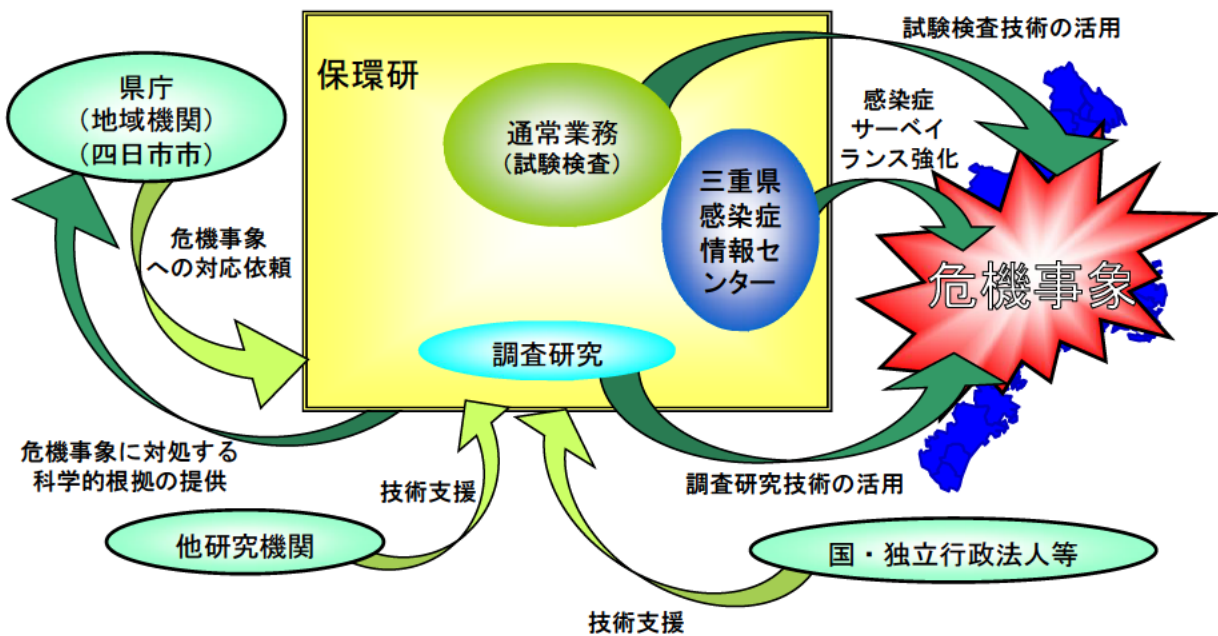 試験検査技術の活用
保環研
県庁
（地域機関）
（四日市市）
通常業務
（試験検査）
感染症
サーベイ
ランス強化
三重県
感染症
情報セ
ンター
危機事象
への対応依頼
危機事象
調査研究
危機事象に対処する
科学的根拠の提供
技術支援
調査研究技術の活用
他研究機関
国・独立行政法人等
技術支援